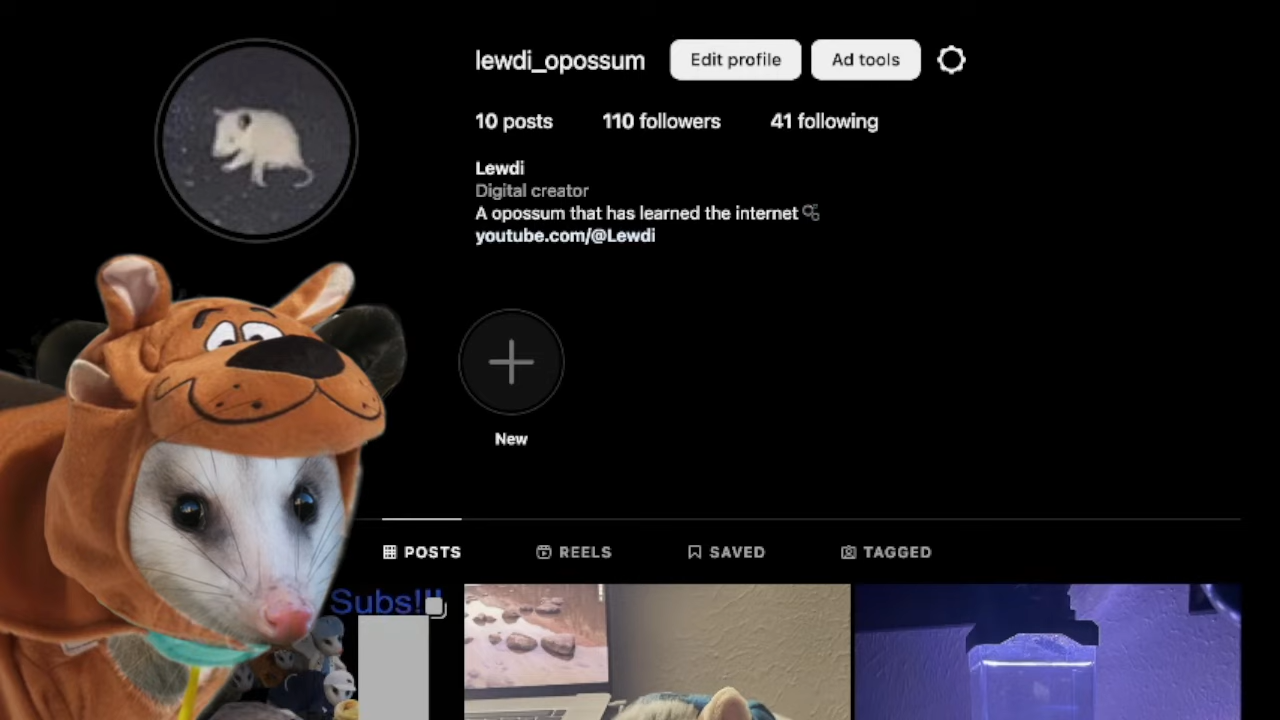 lewdi_opossum Edit profile Ad tools
10 posts 110 followers 41 following
Lewdi
Digital creator
A opossum that has learned the internet
youtube.com/@Lewdi
New
POSTS REELS SAVED TAGGED
Subs!!!